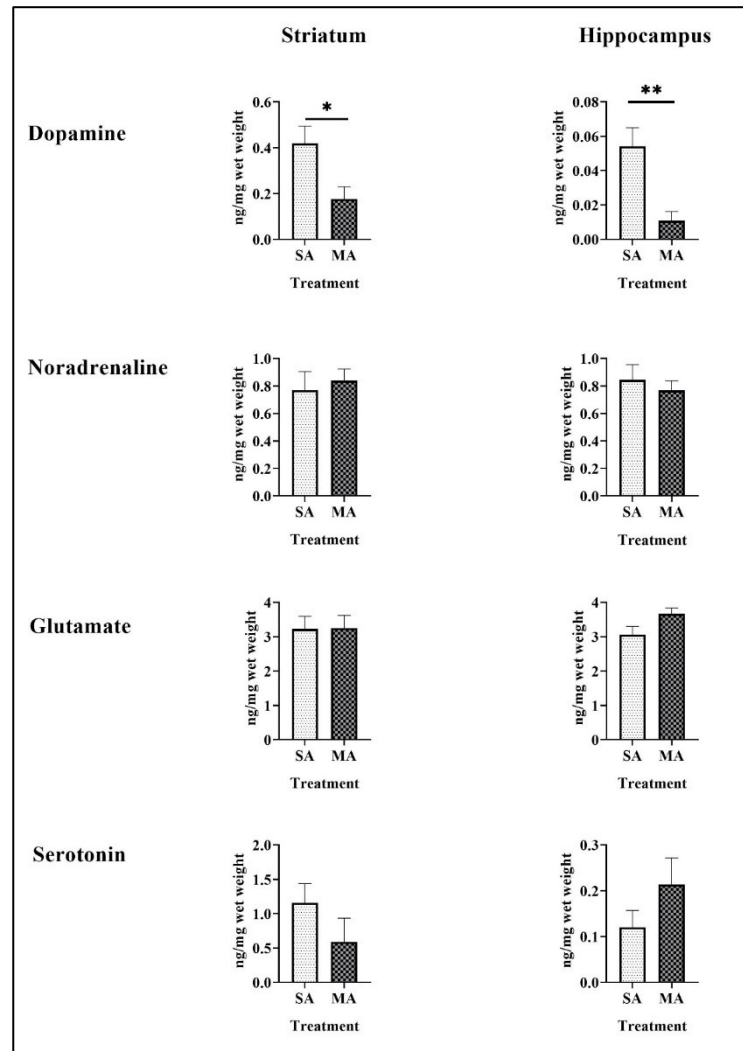 Striatum Hippocampus
Dopamine
ng/mg wet weight
0.6
0.4
0.2
0.0
*
SA MA
Treatment
ng/mg wet weight
0.08
0.06
0.04
0.02
0.00
**
SA MA
Treatment
Noradrenaline
ng/mg wet weight
1.0
0.8
0.6
0.4
0.2
0.0
SA MA
Treatment
ng/mg wet weight
1.0
0.8
0.6
0.4
0.2
0.0
SA MA
Treatment
Glutamate
ng/mg wet weight
4
3
2
1
0
SA MA
Treatment
ng/mg wet weight
4
3
2
1
0
SA MA
Treatment
Serotonin
ng/mg wet weight
2.0
1.5
1.0
0.5
0.0
SA MA
Treatment
ng/mg wet weight
0.3
0.2
0.1
0.0
SA MA
Treatment